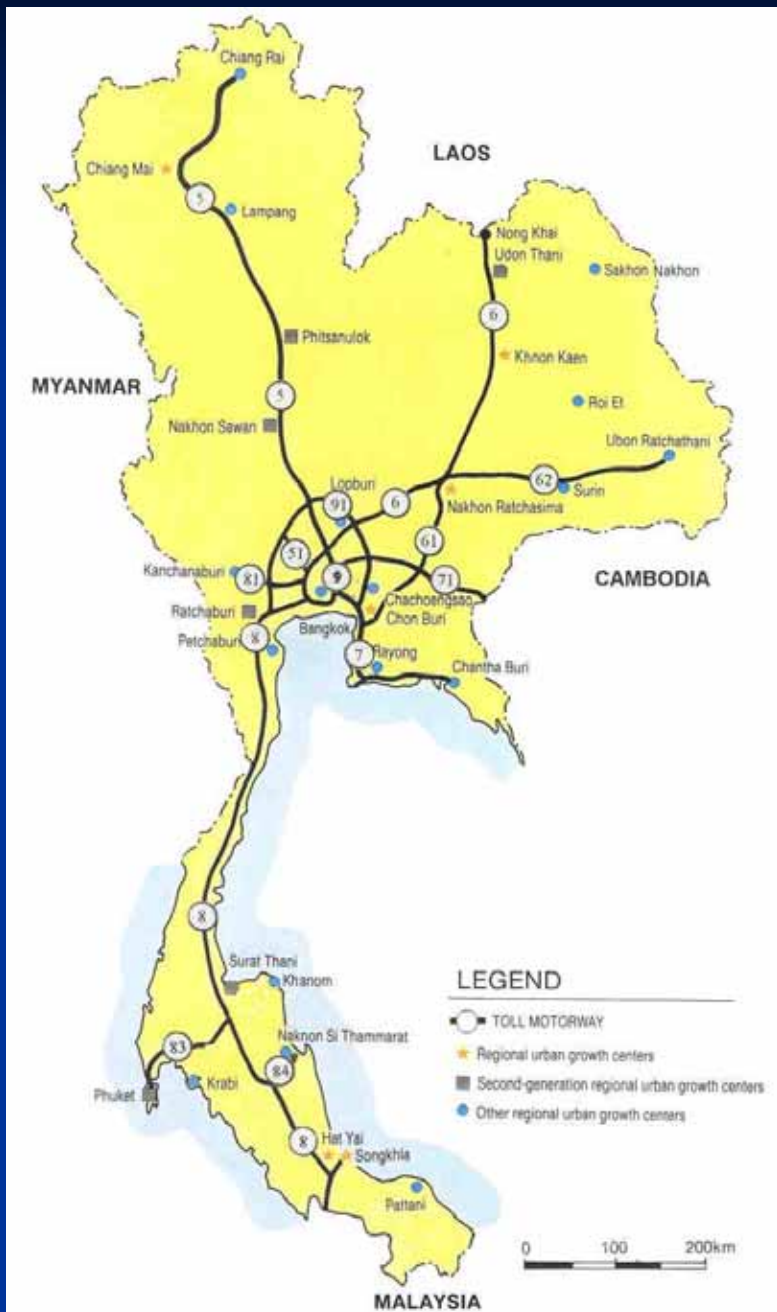 Chiang Rai
LAOS
Chiang Mai
5
Lampang
Nong Khai
Udon Thani
Sakhon Nakhon
6
Phitsanulok
Khnon Kaen
MYANMAR
5
Roi Et
Nakhon Sawan
Ubon Ratchathani
Lopburi
62
91
6
Surin
Nakhon Ratchasima
61
51
Kanchanaburi
81
9
71
CAMBODIA
Chachoengsao
Ratchaburi
Chon Buri
Bangkok
8
Petchaburi
7
Rayong
Chantha Buri
8
Surat Thani
Khanom
LEGEND
TOLL MOTORWAY
83
Naknon Si Thammarat
Regional urban growth centers
84
Krabi
Second-generation regional urban growth centers
Phuket
Other regional urban growth centers
8
Hat Yai
Songkhla
Pattani
0 100 200km
MALAYSIA